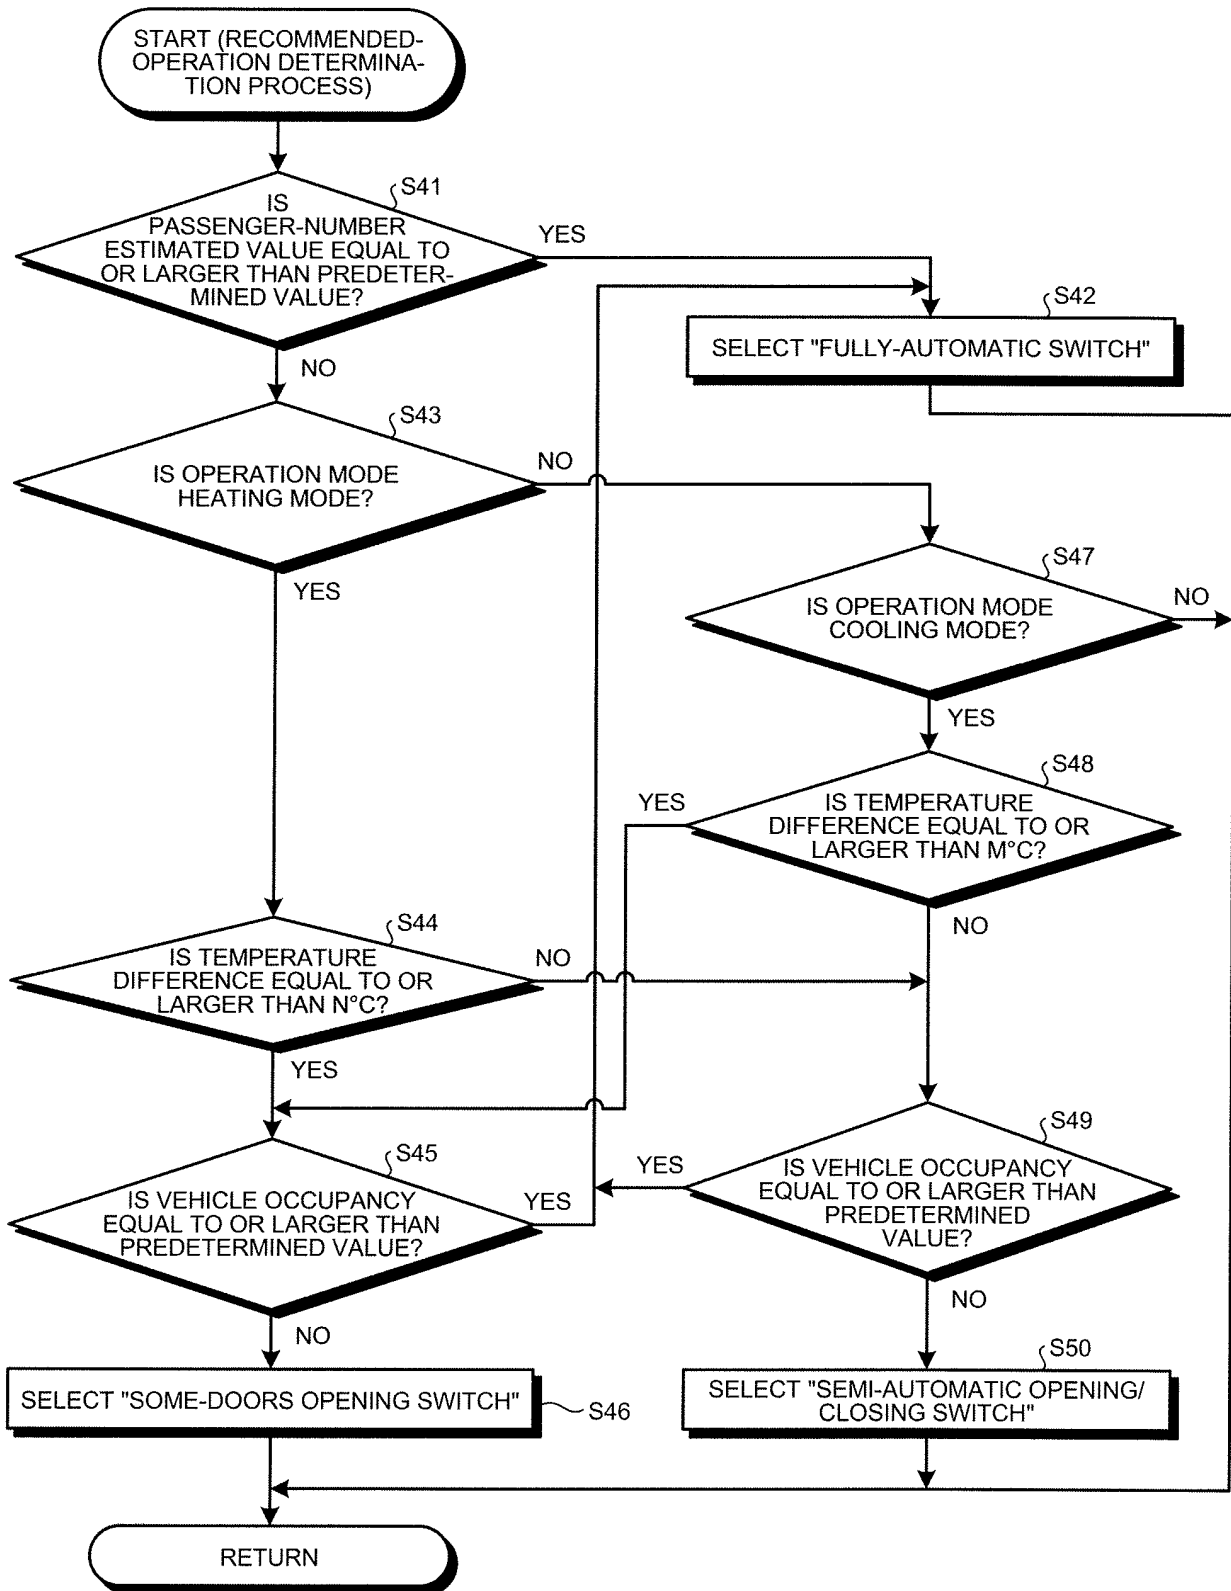 START (RECOMMENDED-
OPERATION DETERMINA-
TION PROCESS)
S41
IS
PASSENGER-NUMBER
ESTIMATED VALUE EQUAL TO
OR LARGER THAN PREDETER-
MINED VALUE?
YES
NO
S42
SELECT "FULLY-AUTOMATIC SWITCH"
S43
IS OPERATION MODE
HEATING MODE?
NO
YES
S47
IS OPERATION MODE
COOLING MODE?
NO
YES
S48
IS TEMPERATURE
DIFFERENCE EQUAL TO OR
LARGER THAN M°C?
YES
NO
S44
IS TEMPERATURE
DIFFERENCE EQUAL TO OR
LARGER THAN N°C?
NO
YES
S45
IS VEHICLE OCCUPANCY
EQUAL TO OR LARGER THAN
PREDETERMINED VALUE?
YES
NO
S49
IS VEHICLE OCCUPANCY
EQUAL TO OR LARGER THAN
PREDETERMINED
VALUE?
YES
NO
SELECT "SOME-DOORS OPENING SWITCH"
S46
S50
SELECT "SEMI-AUTOMATIC OPENING/
CLOSING SWITCH"
RETURN